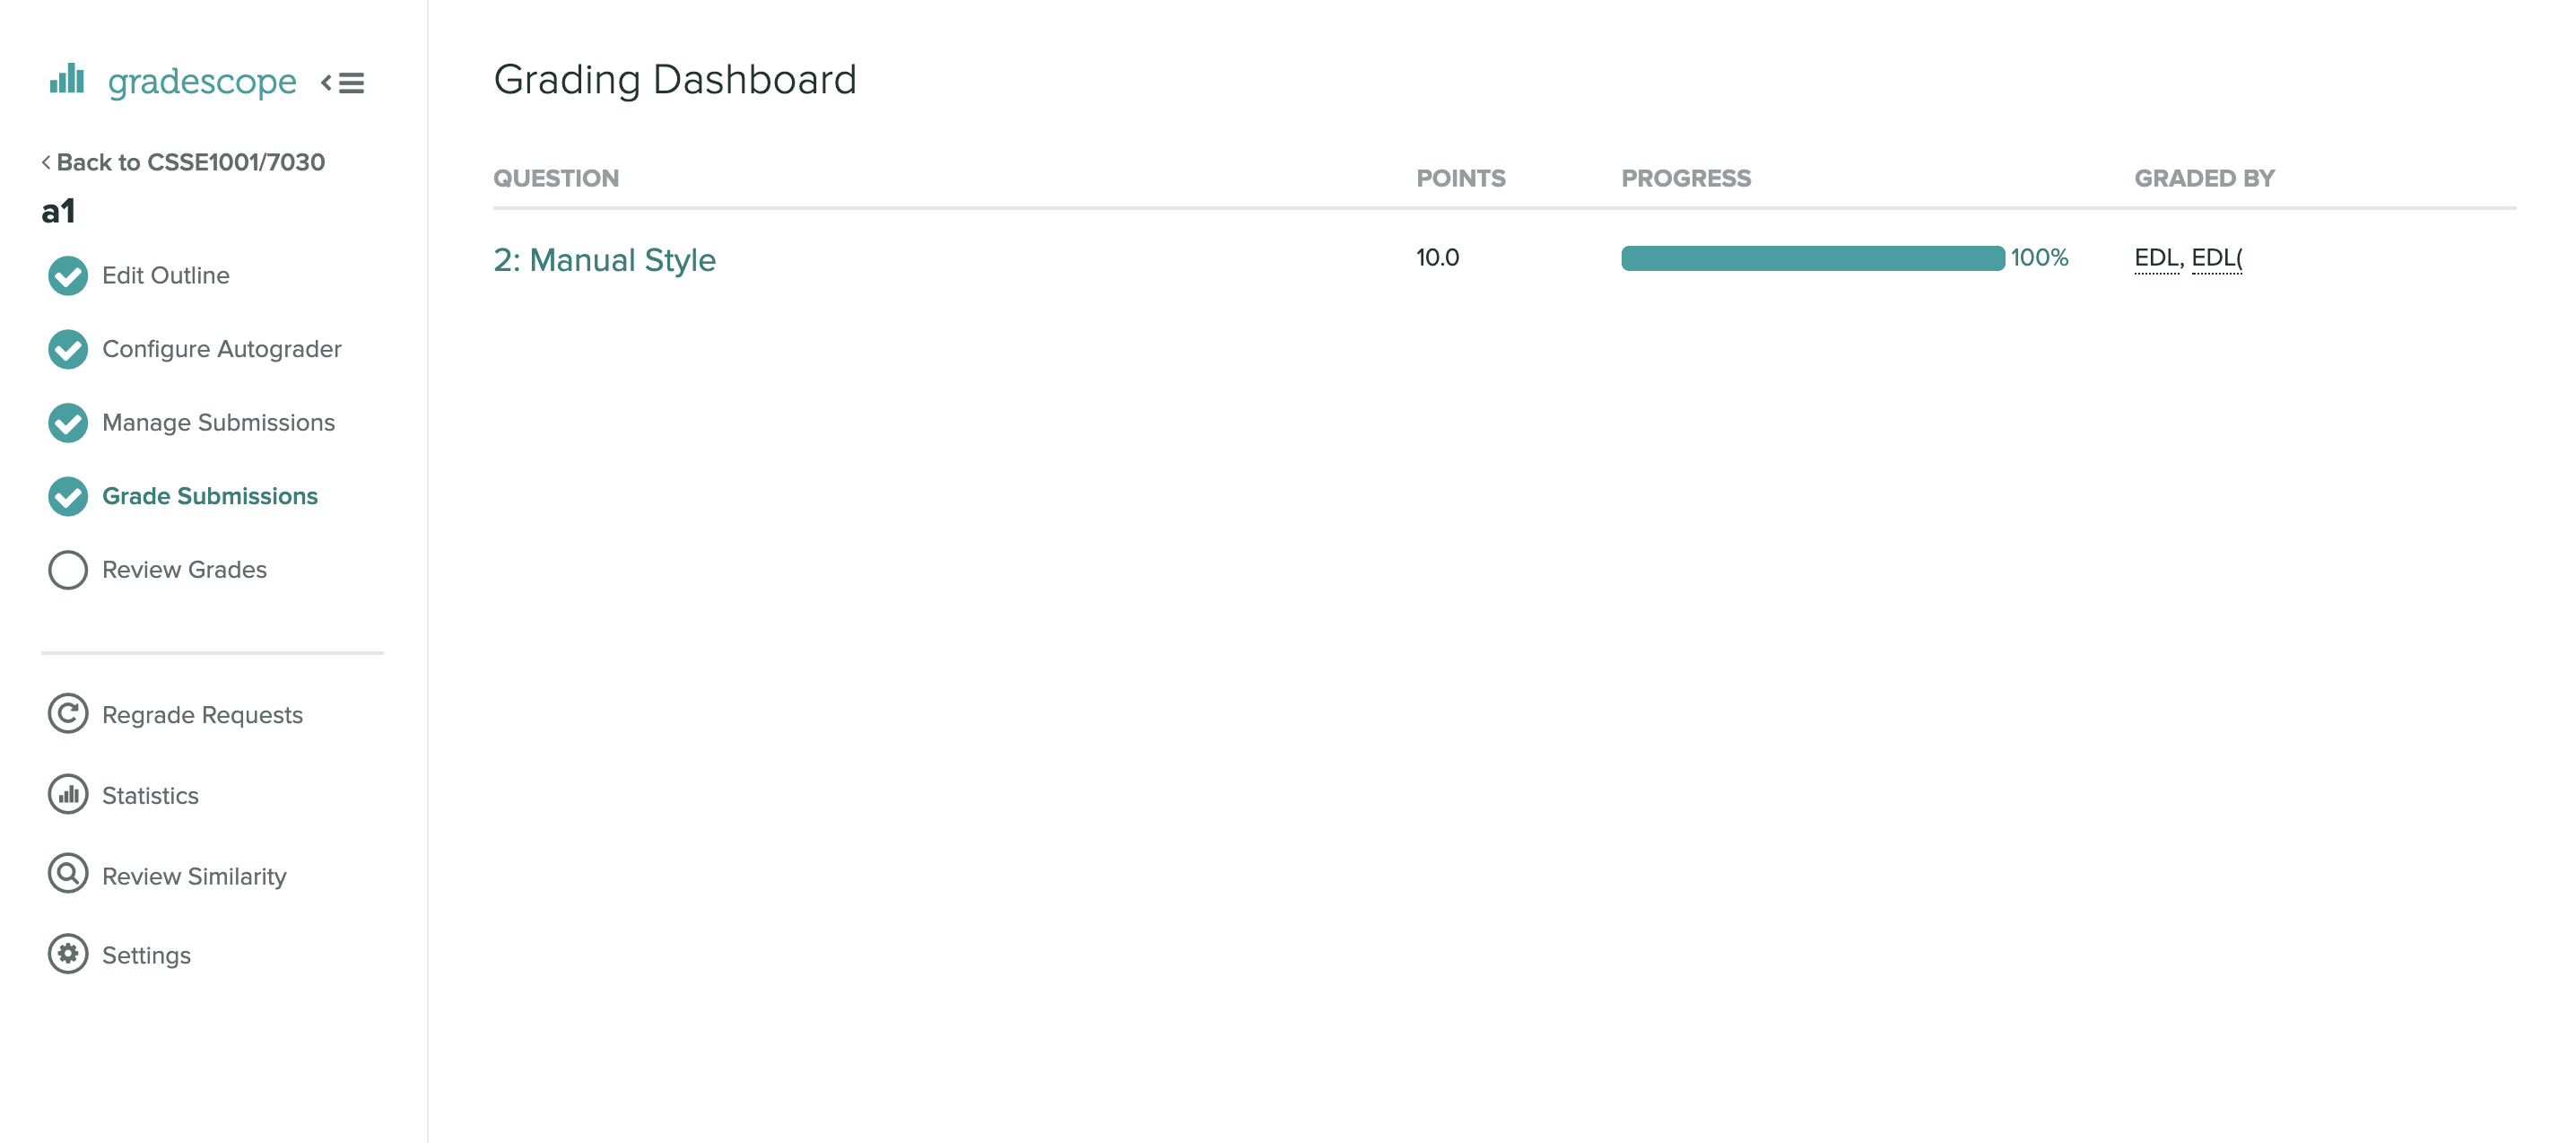 gradescope
Back to CSSE1001/7030
a1
Edit Outline
Configure Autograder
Manage Submissions
Grade Submissions
Review Grades
Regrade Requests
Statistics
Review Similarity
Settings
Grading Dashboard
QUESTION POINTS PROGRESS GRADED BY
2: Manual Style 10.0 100% EDL, EDL(